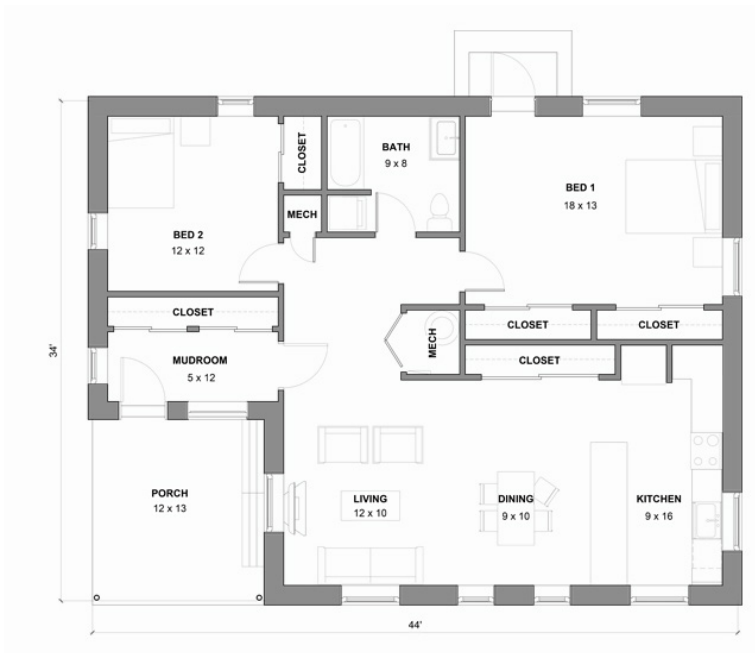 CLOSET
BATH
9 x 8
BED 1
18 x 13
MECH
BED 2
12 x 12
CLOSET
CLOSET
CLOSET
MECH
34'
MUDROOM
5 x 12
CLOSET
PORCH
12 x 13
LIVING
12 x 10
DINING
9 x 10
KITCHEN
9 x 16
44'